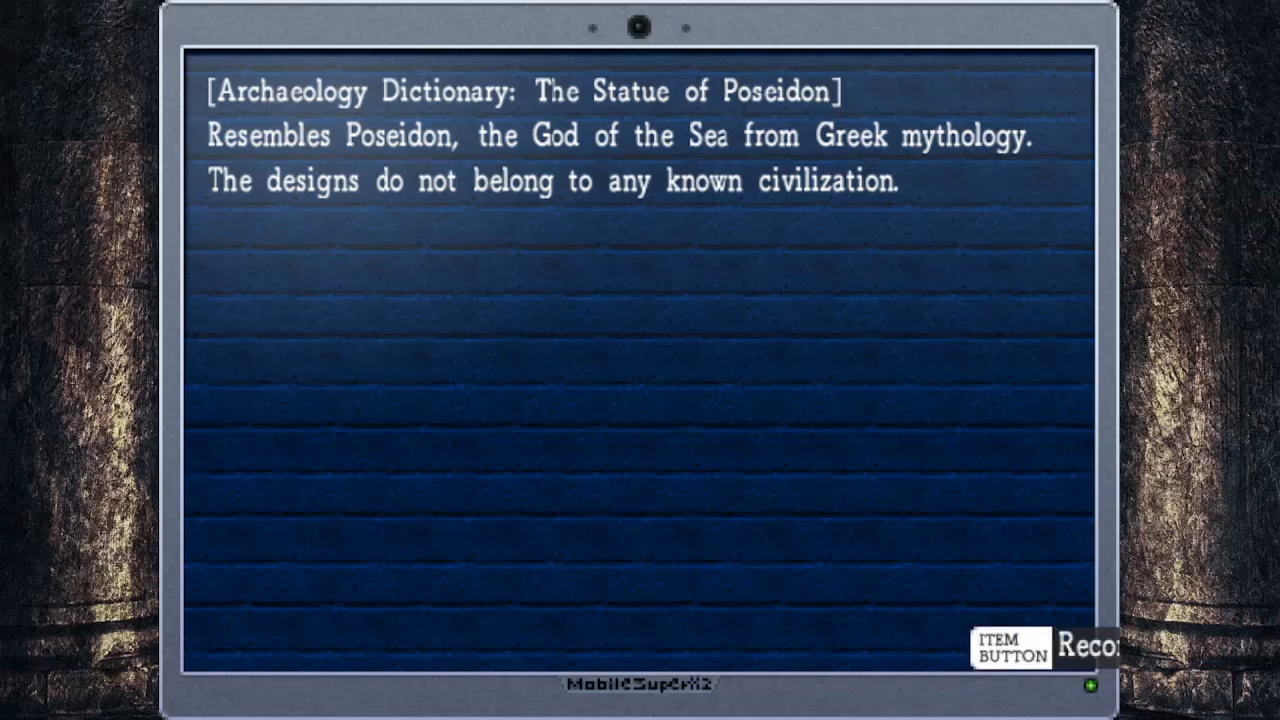 [Archaeology Dictionary: The Statue of Poseidon]
Resembles Poseidon, the God of the Sea from Greek mythology.
The designs do not belong to any known civilization.
ITEM
BUTTON
Reco
MobileSuperX2